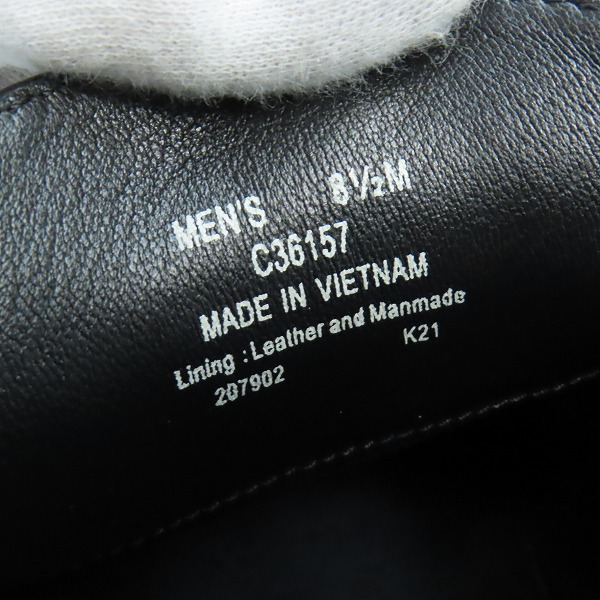 MEN'S 8½M
C36157
MADE IN VIETNAM
Lining : Leather and Manmade
207902 K21